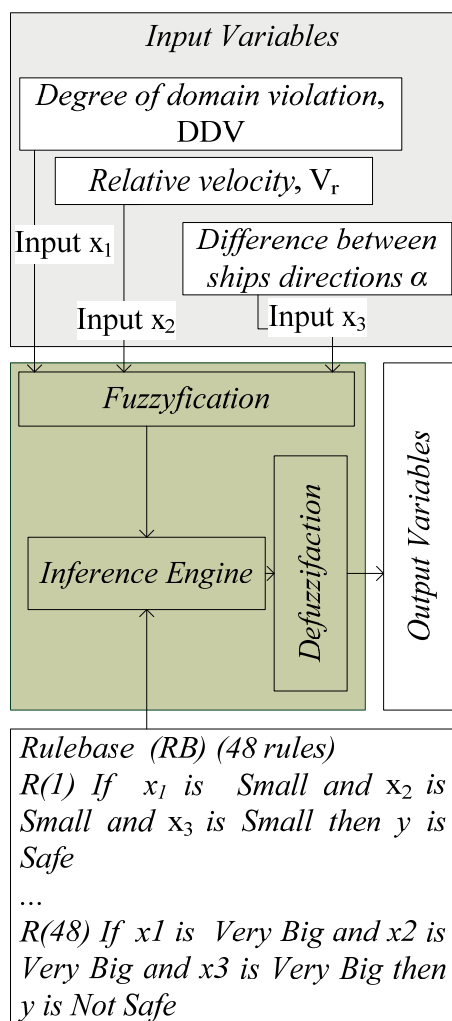 Input Variables
Degree of domain violation,
DDV
Relative velocity, Vr
Input x1
Difference between
ships directions α
Input x2
Input x3
Fuzzyfication
Inference Engine
Defuzzifaction
Output Variables
Rulebase (RB) (48 rules)
R(1) If x1 is Small and x2 is
Small and x3 is Small then y is
Safe
...
R(48) If x1 is Very Big and x2 is
Very Big and x3 is Very Big then
y is Not Safe